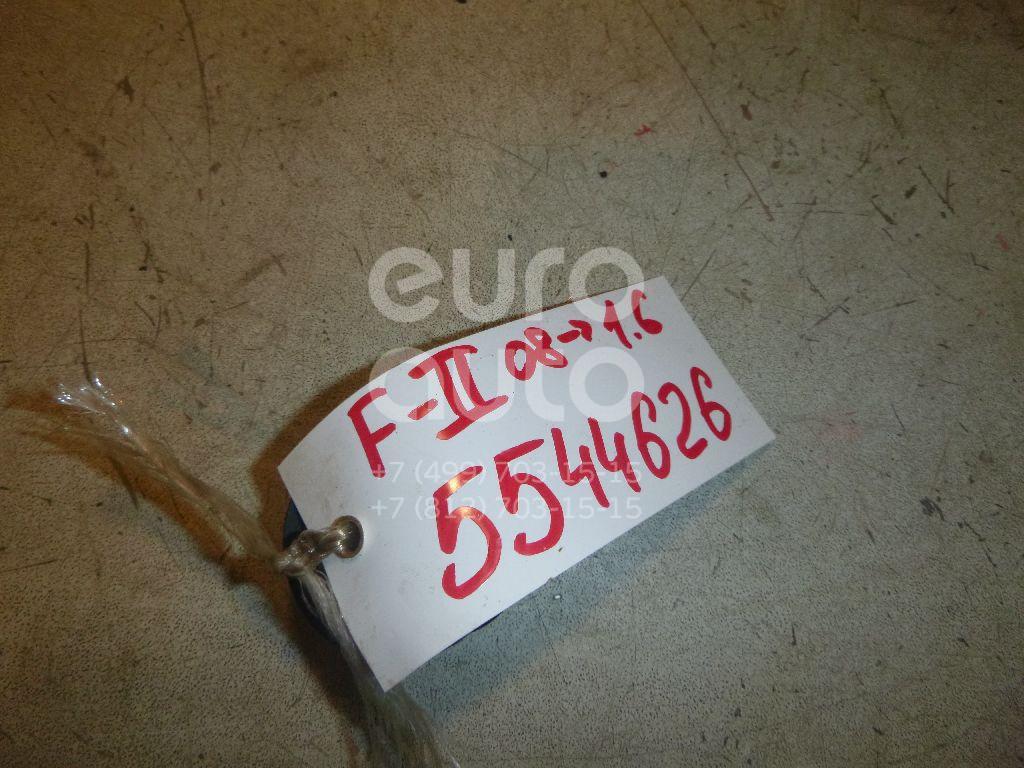 euro
auto
F-II 08→ 1.6
5544626
+7 (499) 703-15-15
+7 (812) 703-15-15